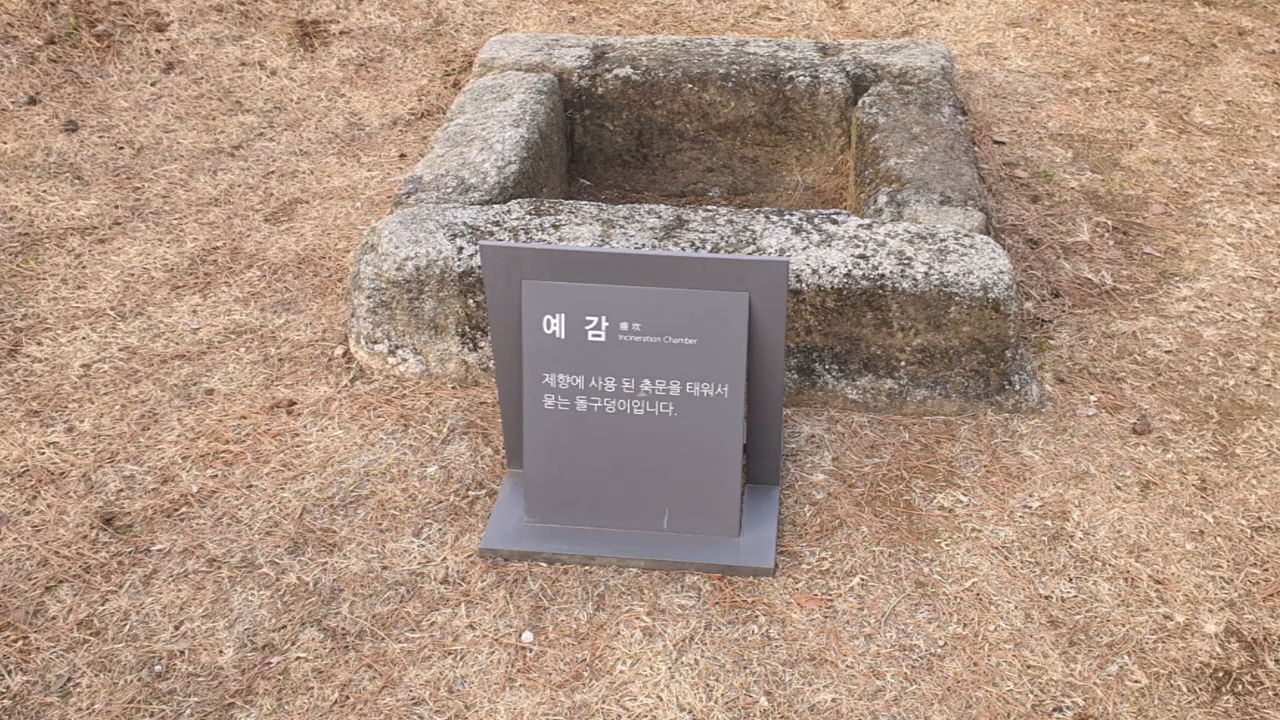 예 감 瘞坎
Incineration Chamber
제향에 사용 된 축문을 태워서
묻는 돌구덩이입니다.